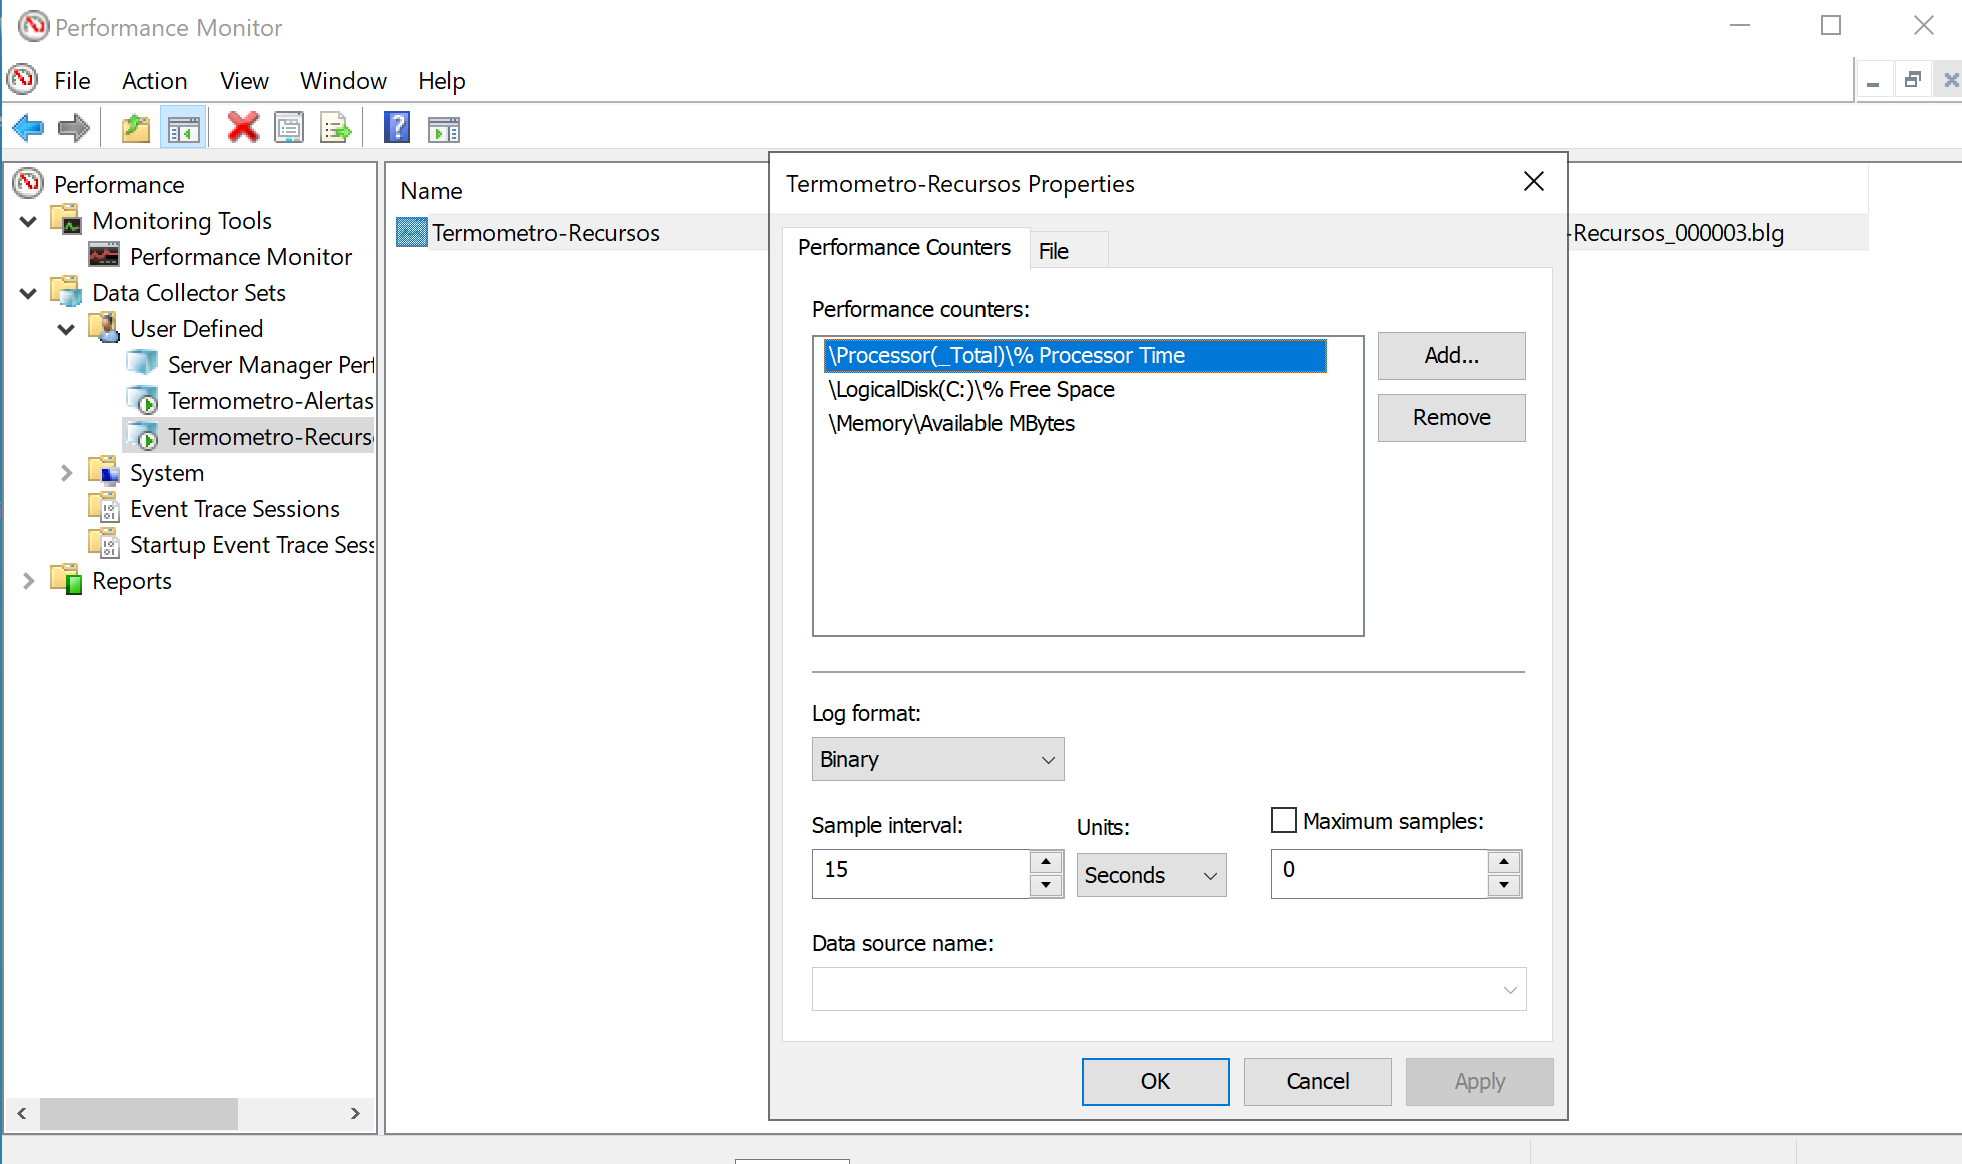 Performance Monitor
File Action View Window Help
Performance
Monitoring Tools
Performance Monitor
Data Collector Sets
User Defined
Server Manager Perf
Termometro-Alertas
Termometro-Recurs
System
Event Trace Sessions
Startup Event Trace Sess
Reports
Name
Termometro-Recursos
-Recursos_000003.blg
Termometro-Recursos Properties
Performance Counters File
Performance counters:
\Processor(_Total)\% Processor Time
\LogicalDisk(C:)\% Free Space
\Memory\Available MBytes
Add...
Remove
Log format:
Binary
Sample interval: Units: Maximum samples:
15 Seconds 0
Data source name:
OK Cancel Apply